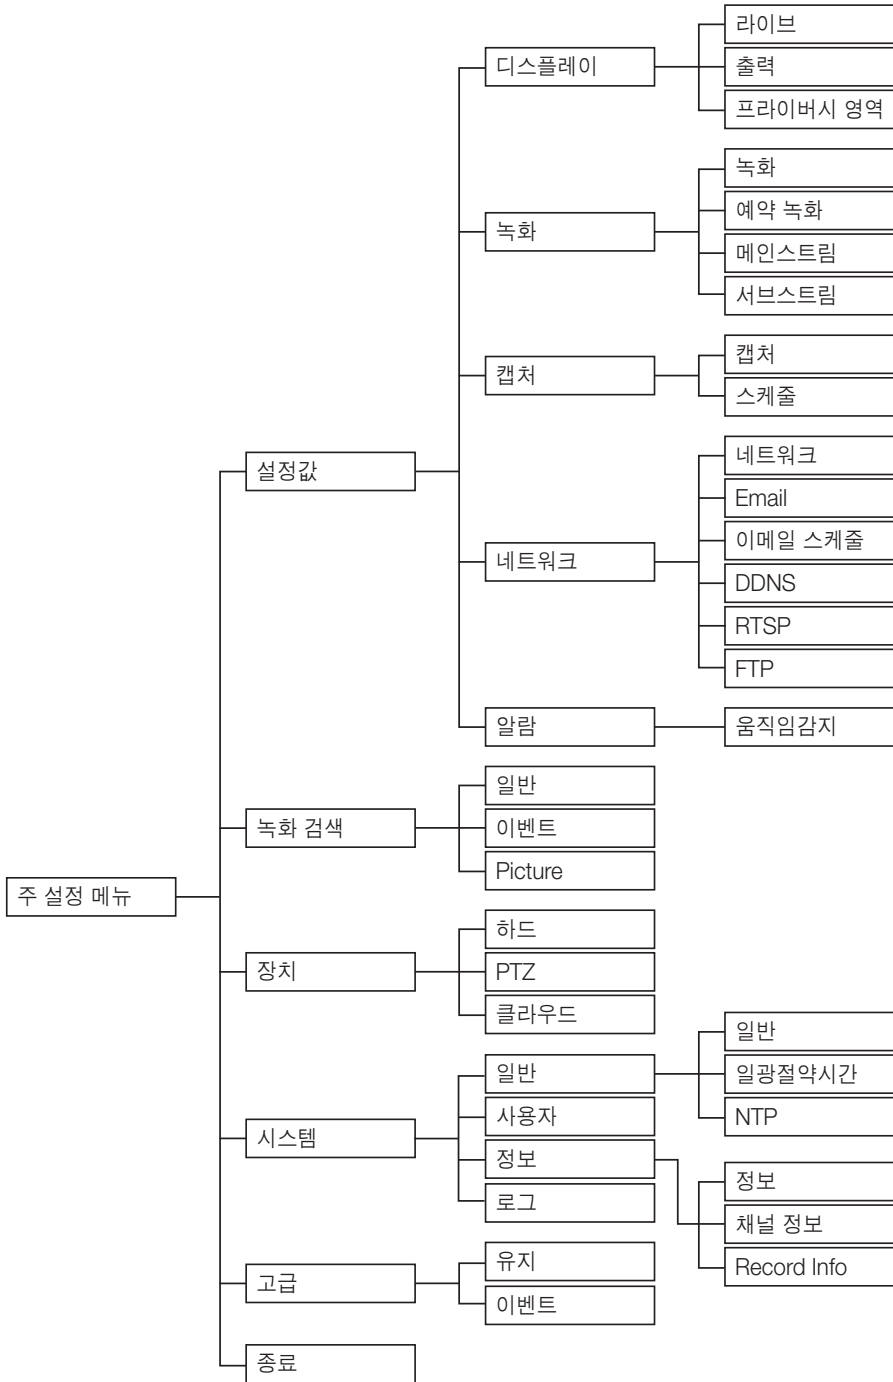 주 설정 메뉴
설정값
디스플레이
라이브
출력
프라이버시 영역
녹화
녹화
예약 녹화
메인스트림
서브스트림
캡처
캡처
스케줄
네트워크
네트워크
Email
이메일 스케줄
DDNS
RTSP
FTP
알람
움직임감지
녹화 검색
일반
이벤트
Picture
장치
하드
PTZ
클라우드
시스템
일반
일반
일광절약시간
NTP
사용자
정보
정보
채널 정보
Record Info
로그
고급
유지
이벤트
종료